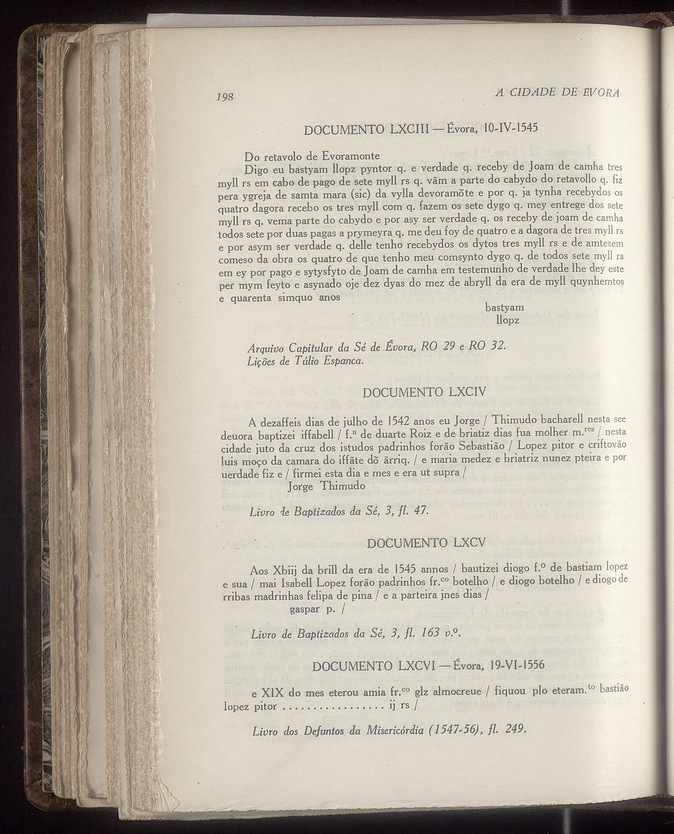 198
A CIDADE DE ÉVORA
DOCUMENTO LXCIII — Évora, 10-IV-1545
Do retavolo de Evoramonte
Digo eu bastyam llopz pyntor q. e verdade q. receby de Joam de camha tres
myll rs em cabo de pago de sete myll rs q. vãm a parte do cabydo do retavollo q. fiz
pera ygreja de samta mara (sic) da vylla devoramõte e por q. ja tynha recebydos os
quatro dagora recebo os tres myll com q. fazem os sete dygo q. mey entrege dos sete
myll rs q. vema parte do cabydo e por asy ser verdade q. os receby de joam de camha
todos sete por duas pagas a prymeyra q. me deu foy de quatro e a dagora de tres myll rs
e por asym ser verdade q. delle tenho recebydos os dytos tres myll rs e de amtesem
comeso da obra os quatro de que tenho meu comsynto dygo q. de todos sete myll rs
em ey por pago e sytysfyto de Joam de camha em testemunho de verdade lhe dey este
per mym feyto e asynado oje dez dyas do mez de abryll da era de myll quynhemtos
e quarenta simquo anos
bastyam
llopz
Arquivo Capitular da Sé de Évora, RO 29 e RO 32.
Lições de Túlio Espanca.
DOCUMENTO LXCIV
A dezaffeis dias de julho de 1542 anos eu Jorge / Thimudo bacharell nesta see
deuora baptizei iffabell / f.ª de duarte Roiz e de briatiz dias fua molher m.res / nesta
cidade juto da cruz dos istudos padrinhos forão Sebastião / Lopez pitor e criftovão
luis moço da camara do iffãte dõ ãrriq. / e maria medez e briatriz nunez pteira e por
uerdade fiz e / firmei esta dia e mes e era ut supra /
Jorge Thimudo
Livro de Baptizados da Sé, 3, fl. 47.
DOCUMENTO LXCV
Aos Xbiij da brill da era de 1545 annos / bautizei diogo f.º de bastiam lopez
e sua / mai Isabell Lopez forão padrinhos fr.co botelho / e diogo botelho / e diogo de
rribas madrinhas felipa de pina / e a parteira jnes dias /
gaspar p. /
Livro de Baptizados da Sé, 3, fl. 163 v.º.
DOCUMENTO LXCVI — Évora, 19-VI-1556
e XIX do mes eterou amia fr.co glz almocreue / fiquou plo eteram.to bastião
lopez pitor ................. ij rs /
Livro dos Defuntos da Misericórdia (1547-56), fl. 249.